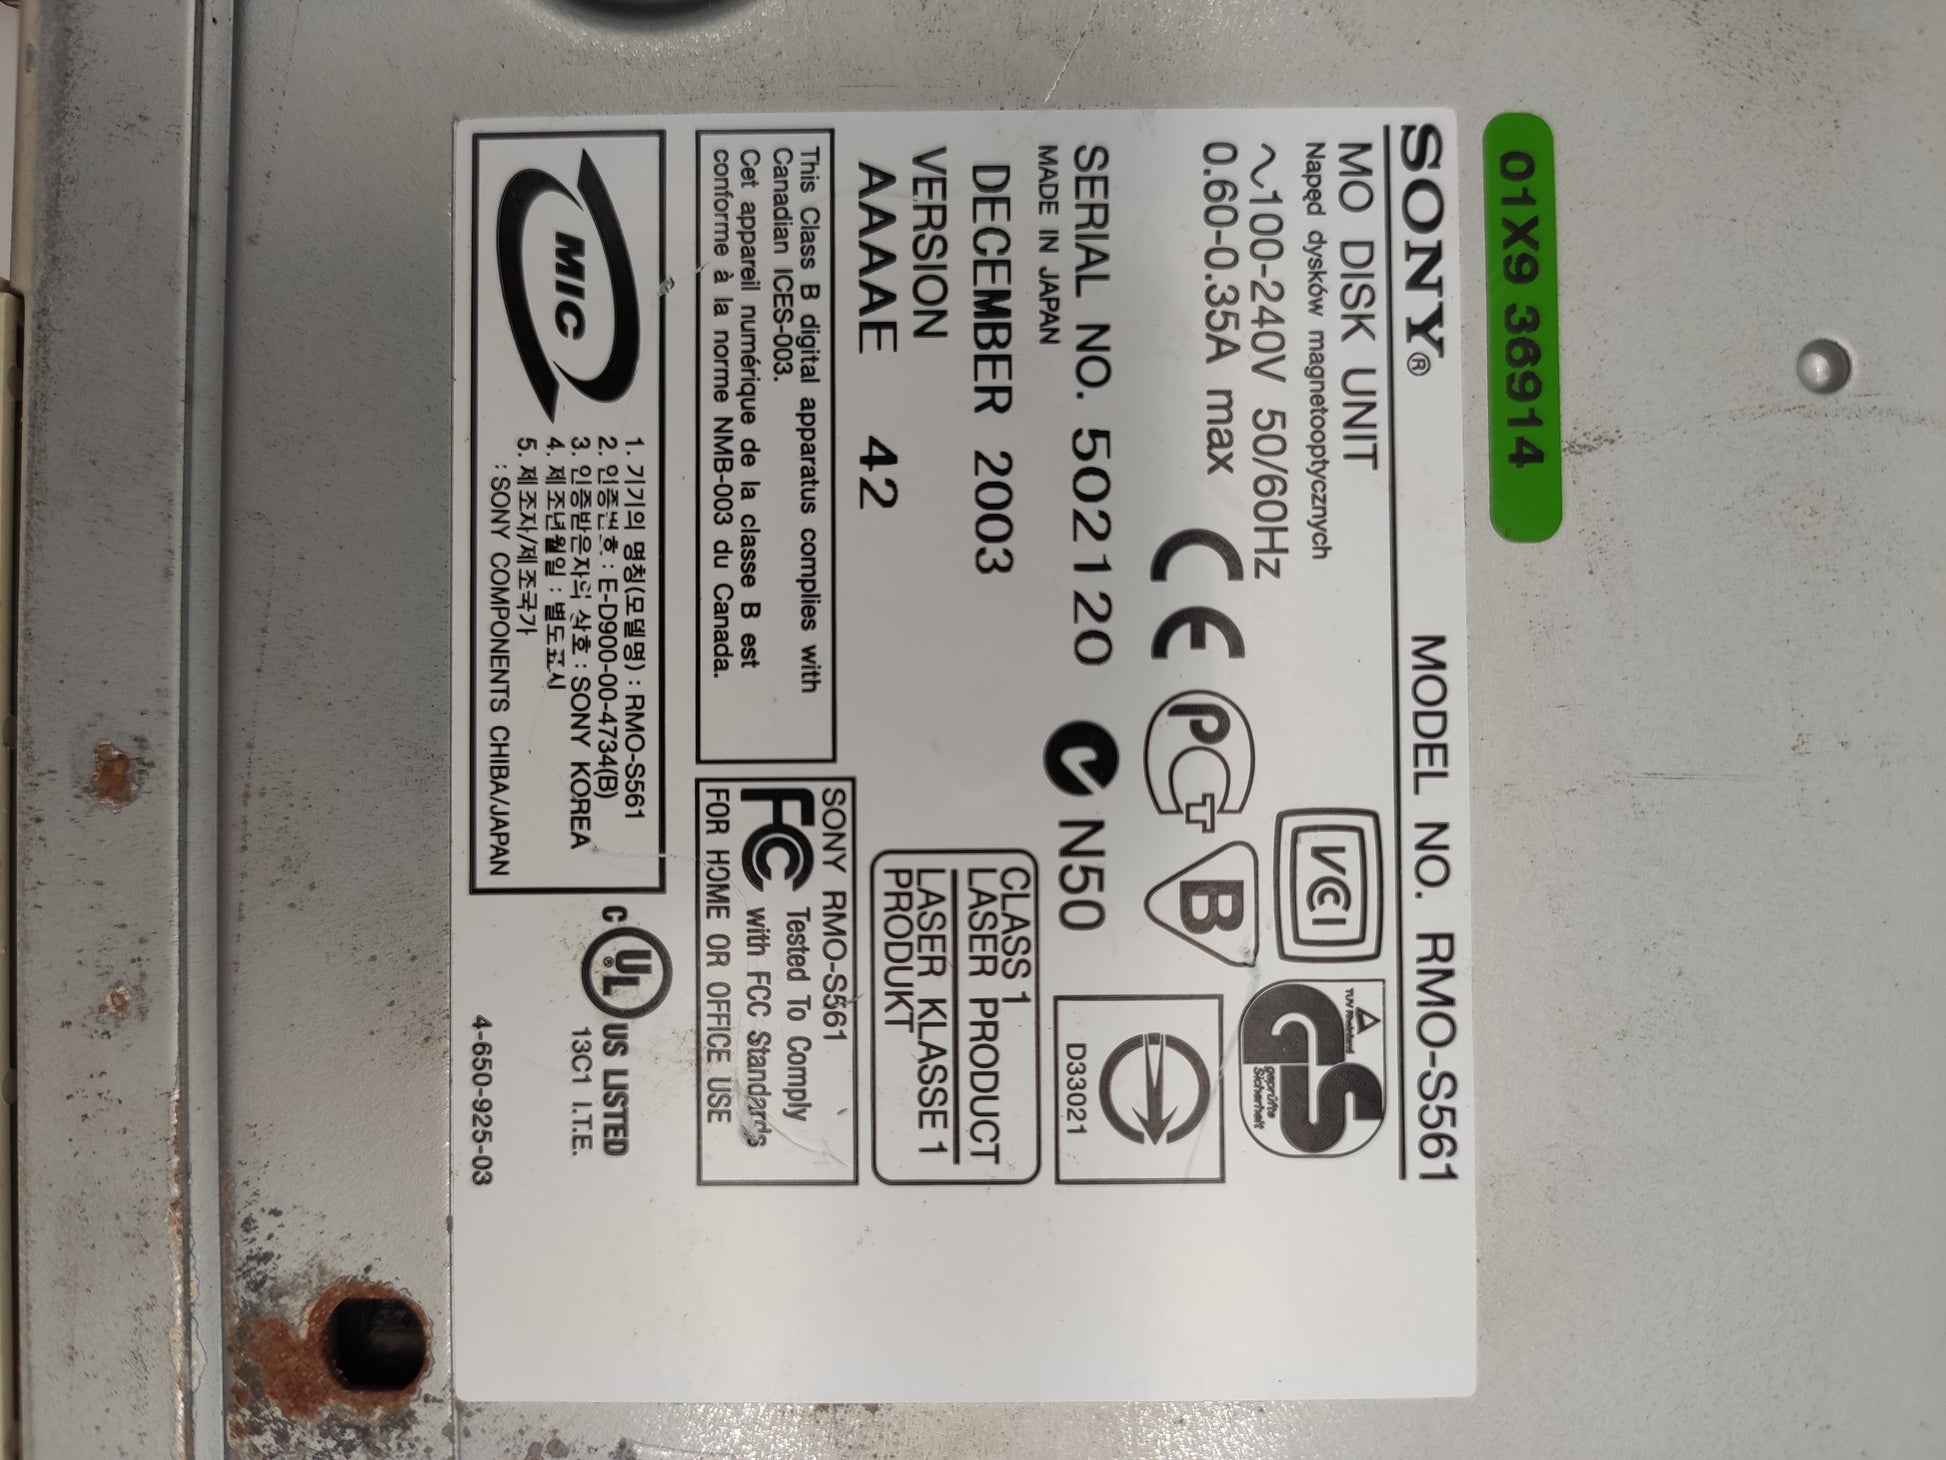 01X9 36914
SONY® MODEL NO. RMO-S561
MO DISK UNIT
Napęd dysków magnetooptycznych
∿100-240V 50/60Hz
0.60-0.35A max
CE
PCT
B
VCI
TUV Rheinland
geprüfte
Sicherheit
GS
D33021
SERIAL NO. 502120
MADE IN JAPAN
N50
DECEMBER 2003
VERSION
AAAAE 42
CLASS 1
LASER PRODUCT
LASER KLASSE 1
PRODUKT
This Class B digital apparatus complies with
Canadian ICES-003.
Cet appareil numérique de la classe B est
conforme à la norme NMB-003 du Canada.
SONY RMO-S561
FC Tested To Comply
with FCC Standards
FOR HOME OR OFFICE USE
MIC
1. 기기의 명칭(모델명) : RMO-S561
2. 인증번호 : E-D900-00-4734(B)
3. 인증받은자의 상호 : SONY KOREA
4. 제조년월일 : 별도표시
5. 제조자/제조국가
: SONY COMPONENTS CHIBA/JAPAN
C UL® US LISTED
13C1 I.T.E.
4-650-925-03